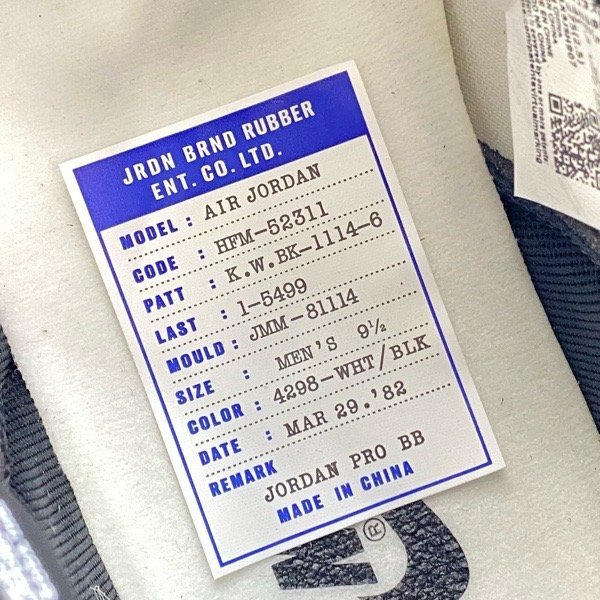 JRDN BRND RUBBER
ENT. CO. LTD.
MODEL : AIR JORDAN
CODE : HFM-52311
PATT : K.W.BK-1114-6
LAST : 1-5499
MOULD : JMM-81114
SIZE : MEN'S 9½
COLOR : 4298-WHT/BLK
DATE : MAR 29.'82
REMARK
JORDAN PRO BB
MADE IN CHINA
®